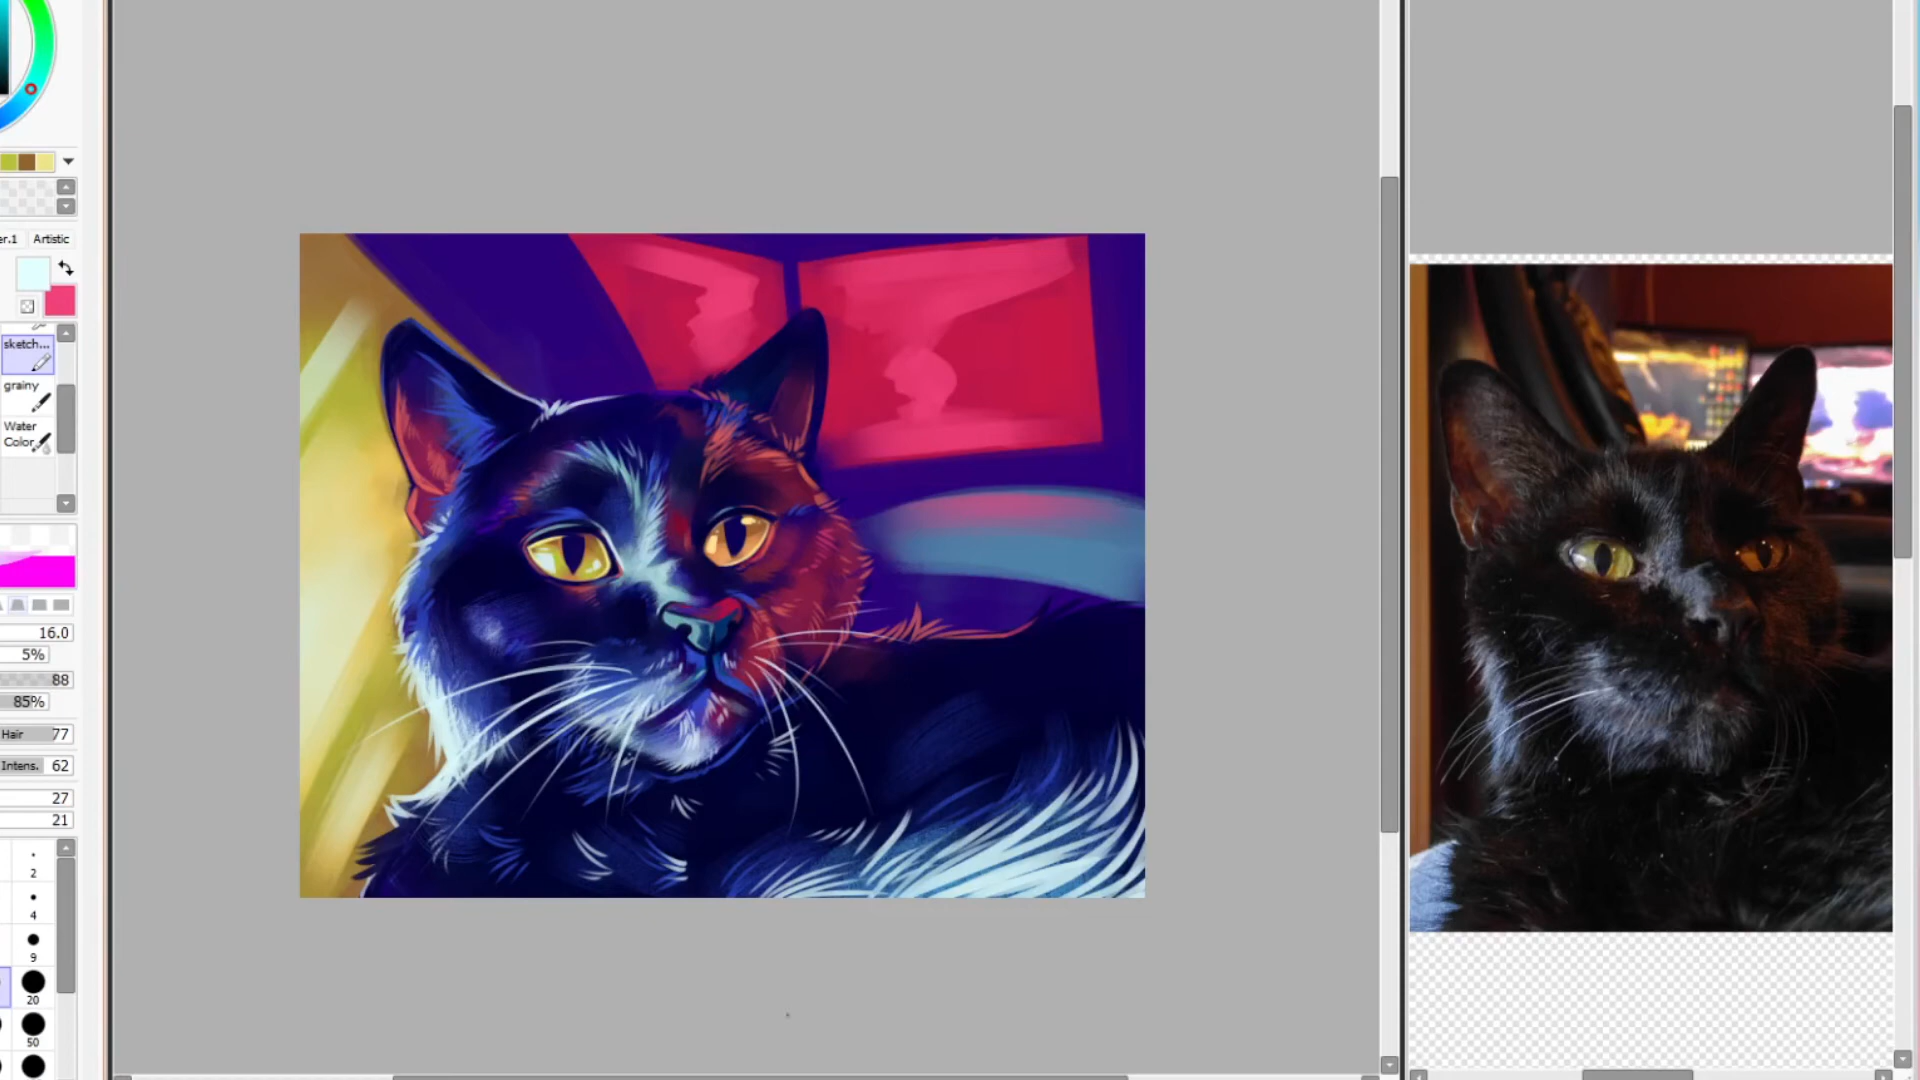 er.1 Artistic
sketch...
grainy
Water
Color
16.0
5%
88
85%
Hair 77
Intens. 62
27
21
2
4
9
20
50